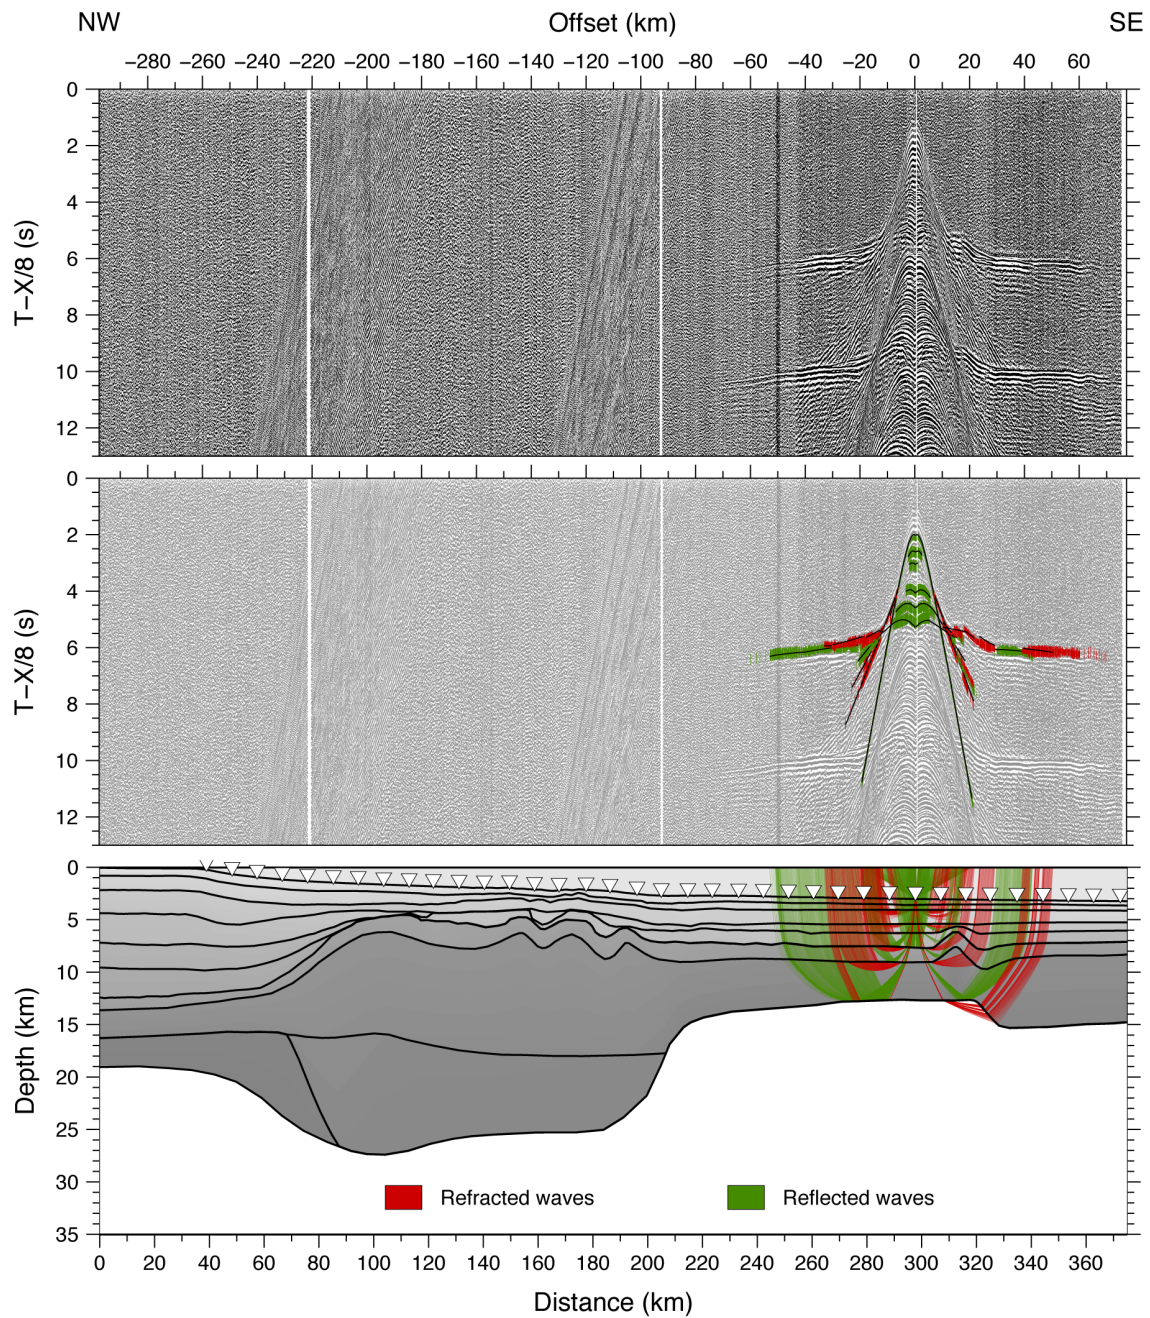 NW Offset (km) SE
−280 −260 −240 −220 −200 −180 −160 −140 −120 −100 −80 −60 −40 −20 0 20 40 60
0
2
4
6
8
10
12
T−X/8 (s)
0
2
4
6
8
10
12
T−X/8 (s)
0
5
10
15
20
25
30
35
Depth (km)
Refracted waves Reflected waves
0 20 40 60 80 100 120 140 160 180 200 220 240 260 280 300 320 340 360
Distance (km)